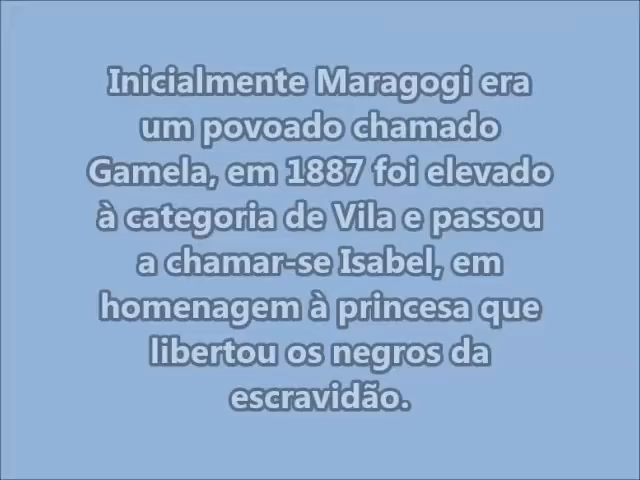 Inicialmente Maragogi era
um povoado chamado
Gamela, em 1887 foi elevado
à categoria de Vila e passou
a chamar-se Isabel, em
homenagem à princesa que
libertou os negros da
escravidão.